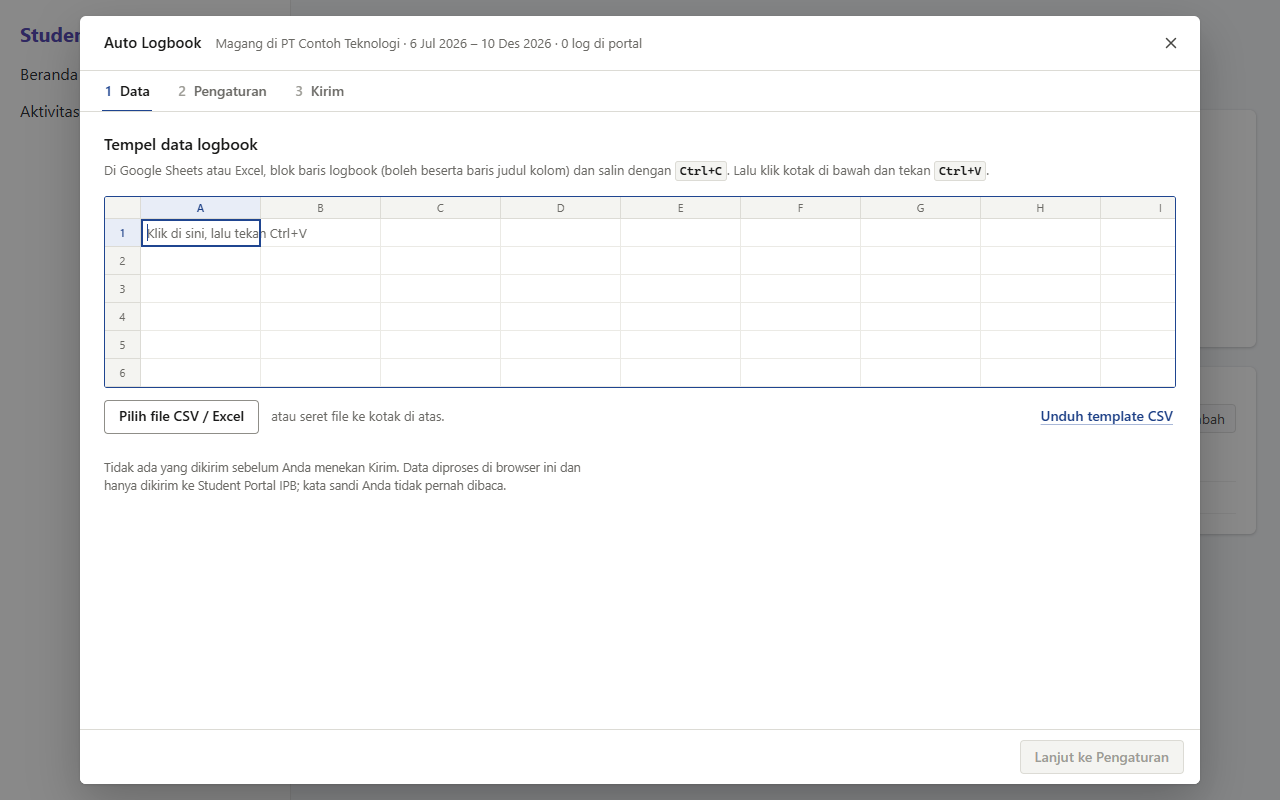 Auto Logbook Magang di PT Contoh Teknologi · 6 Jul 2026 – 10 Des 2026 · 0 log di portal
Beranda
Aktivitas
1 Data 2 Pengaturan 3 Kirim
Tempel data logbook
Di Google Sheets atau Excel, blok baris logbook (boleh beserta baris judul kolom) dan salin dengan Ctrl+C. Lalu klik kotak di bawah dan tekan Ctrl+V.
A B C D E F G H I
1 Klik di sini, lalu tekan Ctrl+V
2
3
4
5
6
Pilih file CSV / Excel atau seret file ke kotak di atas. Unduh template CSV
Tidak ada yang dikirim sebelum Anda menekan Kirim. Data diproses di browser ini dan
hanya dikirim ke Student Portal IPB; kata sandi Anda tidak pernah dibaca.
Lanjut ke Pengaturan